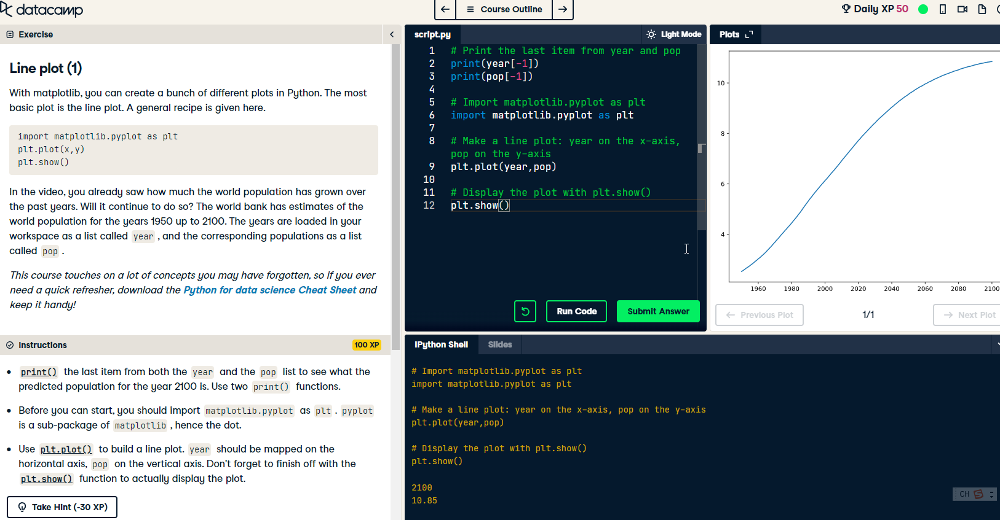 datacamp
Course Outline
Daily XP 50
Exercise
Line plot (1)
With matplotlib, you can create a bunch of different plots in Python. The most
basic plot is the line plot. A general recipe is given here.
import matplotlib.pyplot as plt
plt.plot(x,y)
plt.show()
In the video, you already saw how much the world population has grown over
the past years. Will it continue to do so? The world bank has estimates of the
world population for the years 1950 up to 2100. The years are loaded in your
workspace as a list called year , and the corresponding populations as a list
called pop .
This course touches on a lot of concepts you may have forgotten, so if you ever
need a quick refresher, download the Python for data science Cheat Sheet and
keep it handy!
Instructions
100 XP
• print() the last item from both the year and the pop list to see what the
predicted population for the year 2100 is. Use two print() functions.
• Before you can start, you should import matplotlib.pyplot as plt . pyplot
is a sub-package of matplotlib , hence the dot.
• Use plt.plot() to build a line plot. year should be mapped on the
horizontal axis, pop on the vertical axis. Don't forget to finish off with the
plt.show() function to actually display the plot.
Take Hint (-30 XP)
script.py
Light Mode
1 # Print the last item from year and pop
2 print(year[-1])
3 print(pop[-1])
4
5 # Import matplotlib.pyplot as plt
6 import matplotlib.pyplot as plt
7
8 # Make a line plot: year on the x-axis,
pop on the y-axis
9 plt.plot(year,pop)
10
11 # Display the plot with plt.show()
12 plt.show()
Run Code
Submit Answer
Plots
10
8
6
4
1960 1980 2000 2020 2040 2060 2080 2100
Previous Plot
1/1
Next Plot
IPython Shell
Slides
# Import matplotlib.pyplot as plt
import matplotlib.pyplot as plt
# Make a line plot: year on the x-axis, pop on the y-axis
plt.plot(year,pop)
# Display the plot with plt.show()
plt.show()
2100
10.85
CH